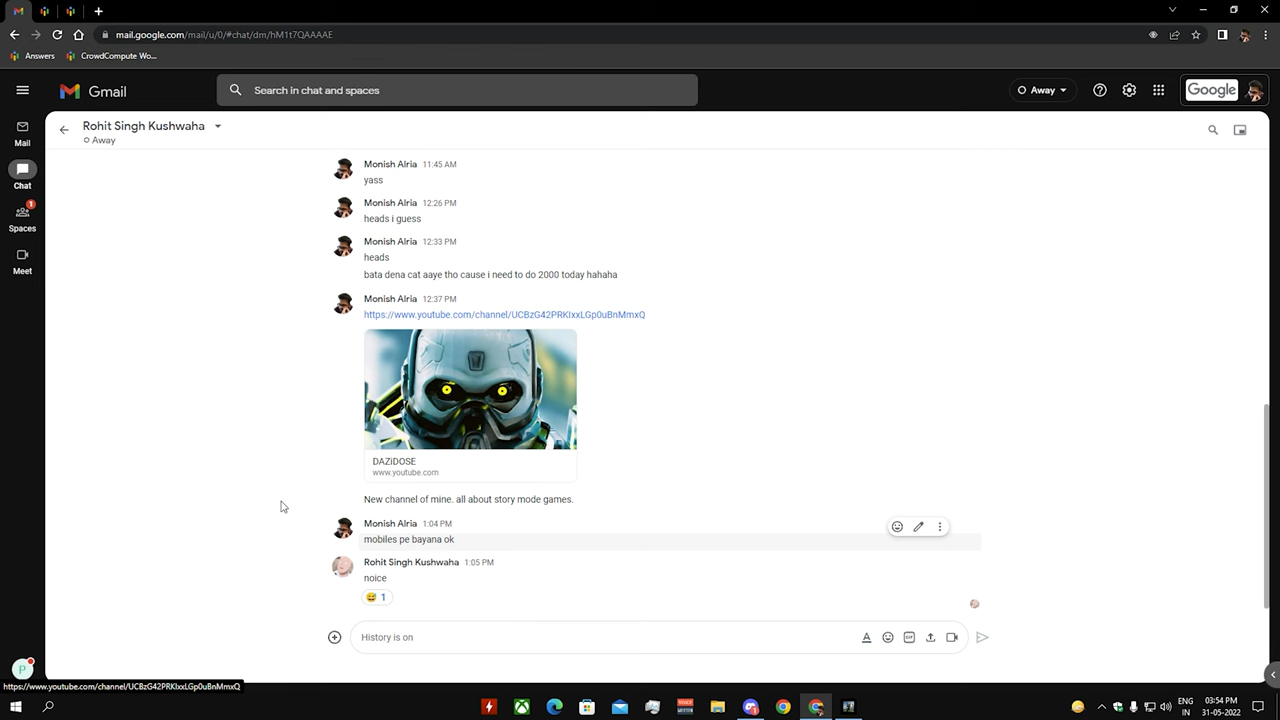 mail.google.com/mail/u/0/#chat/dm/hM1t7QAAAAE
Answers
CrowdCompute Wo...
Gmail
Search in chat and spaces
Away
Google
Mail
Chat
1
Spaces
Meet
Rohit Singh Kushwaha
Away
Monish Alria 11:45 AM
yass
Monish Alria 12:26 PM
heads i guess
Monish Alria 12:33 PM
heads
bata dena cat aaye tho cause i need to do 2000 today hahaha
Monish Alria 12:37 PM
https://www.youtube.com/channel/UCBzG42PRKIxxLGp0uBnMmxQ
DAZiDOSE
www.youtube.com
New channel of mine. all about story mode games.
Monish Alria 1:04 PM
mobiles pe bayana ok
Rohit Singh Kushwaha 1:05 PM
noice
1
History is on
GIF
P
https://www.youtube.com/channel/UCBzG42PRKIxxLGp0uBnMmxQ
ENG
IN
03:54 PM
31-05-2022